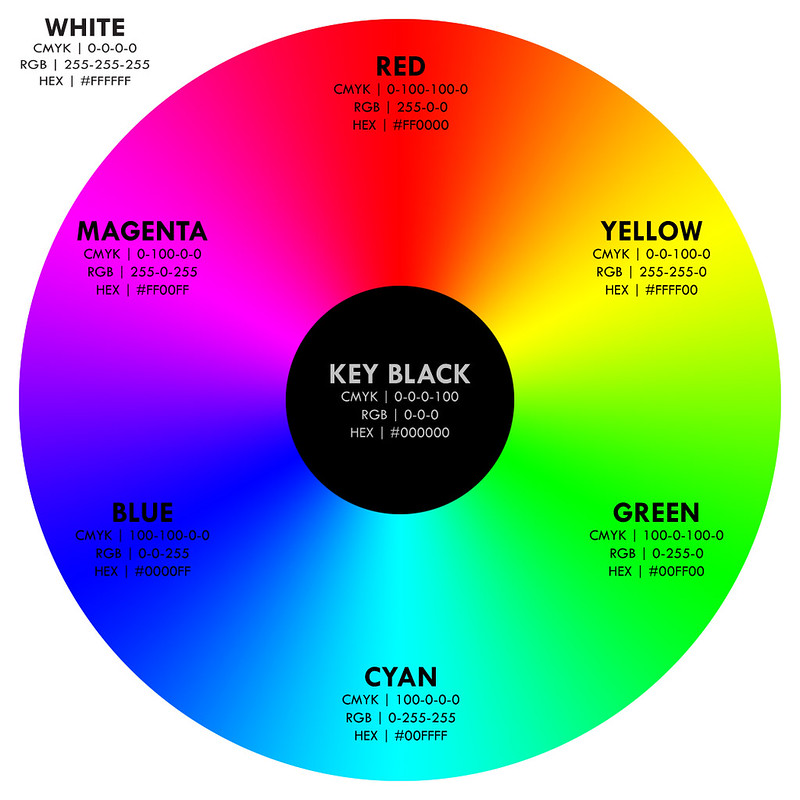 WHITE
CMYK | 0-0-0-0
RGB | 255-255-255
HEX | #FFFFFF
RED
CMYK | 0-100-100-0
RGB | 255-0-0
HEX | #FF0000
MAGENTA
CMYK | 0-100-0-0
RGB | 255-0-255
HEX | #FF00FF
YELLOW
CMYK | 0-0-100-0
RGB | 255-255-0
HEX | #FFFF00
KEY BLACK
CMYK | 0-0-0-100
RGB | 0-0-0
HEX | #000000
BLUE
CMYK | 100-100-0-0
RGB | 0-0-255
HEX | #0000FF
GREEN
CMYK | 100-0-100-0
RGB | 0-255-0
HEX | #00FF00
CYAN
CMYK | 100-0-0-0
RGB | 0-255-255
HEX | #00FFFF